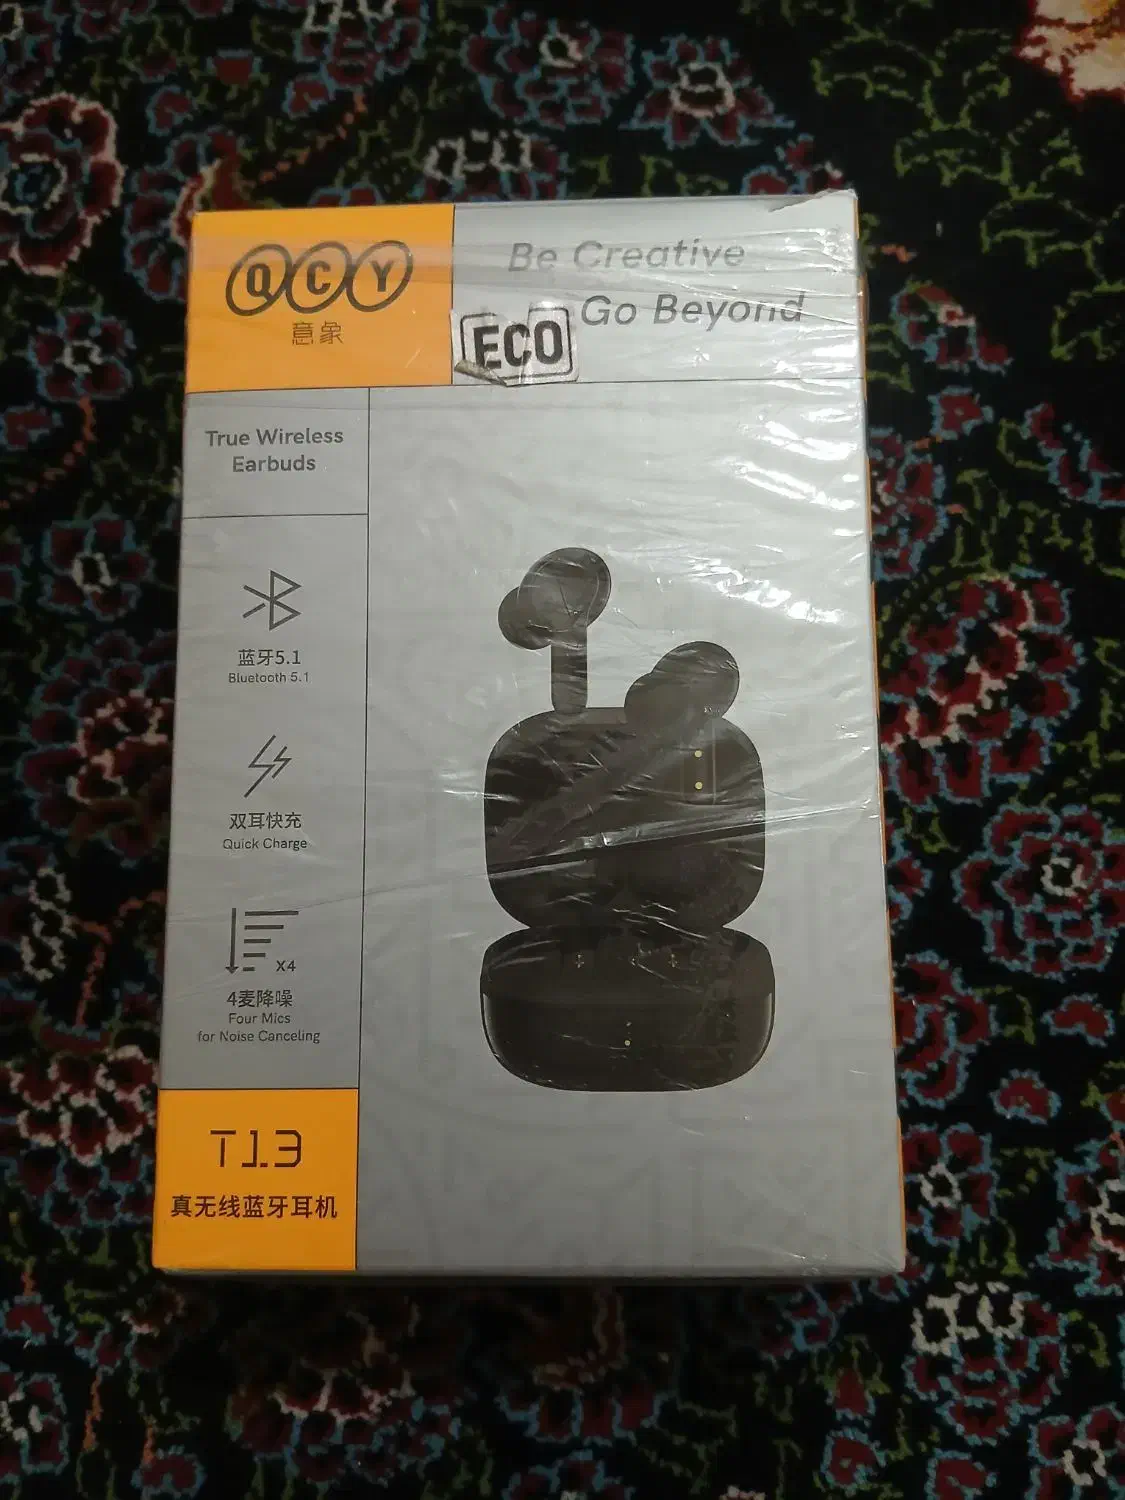 QCY
意象
Be Creative
Go Beyond
ECO
True Wireless
Earbuds
蓝牙5.1
Bluetooth 5.1
双耳快充
Quick Charge
X4
4麦降噪
Four Mics
for Noise Canceling
T13
真无线蓝牙耳机